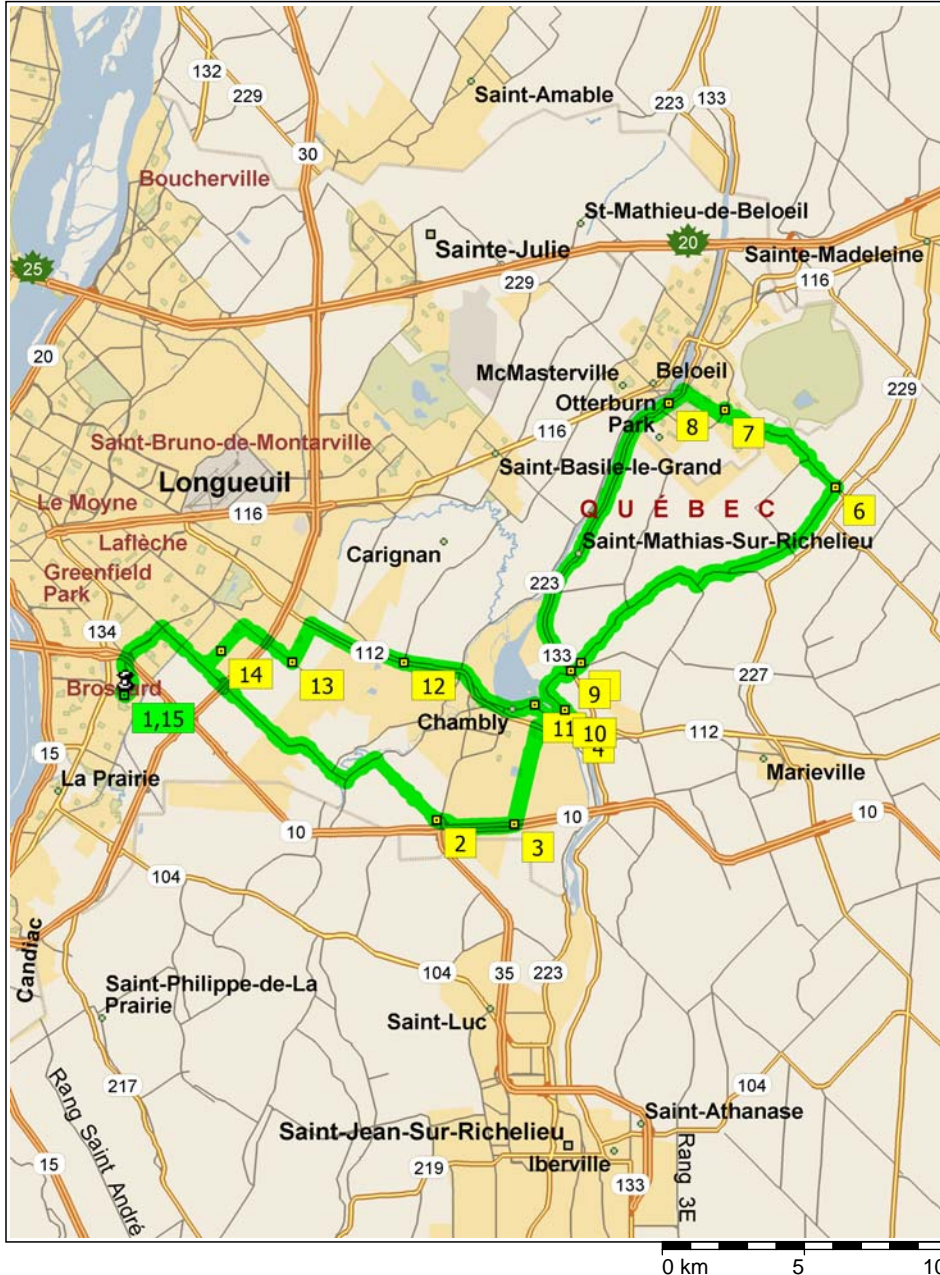 132
223
133
229
Saint-Amable
30
Boucherville
St-Mathieu-de-Beloeil
Sainte-Julie
20
Sainte-Madeleine
25
116
229
20
McMasterville
Beloeil
229
Otterburn
Park
8
7
116
Saint-Bruno-de-Montarville
Saint-Basile-le-Grand
Longueuil
6
Le Moyne
116
QUÉBEC
Laflèche
Carignan
Saint-Mathias-Sur-Richelieu
Greenfield
Park
223
134
112
133
14
13
12
9
227
Brossard
1,15
Chambly
11
10
4
112
15
La Prairie
Marieville
10
2
3
10
10
104
Candiac
104
35
223
Saint-Philippe-de-La
Prairie
Saint-Luc
217
104
Rang Saint André
Saint-Athanase
Saint-Jean-Sur-Richelieu
Iberville
15
219
133
Rang 3E
0 km
5
10